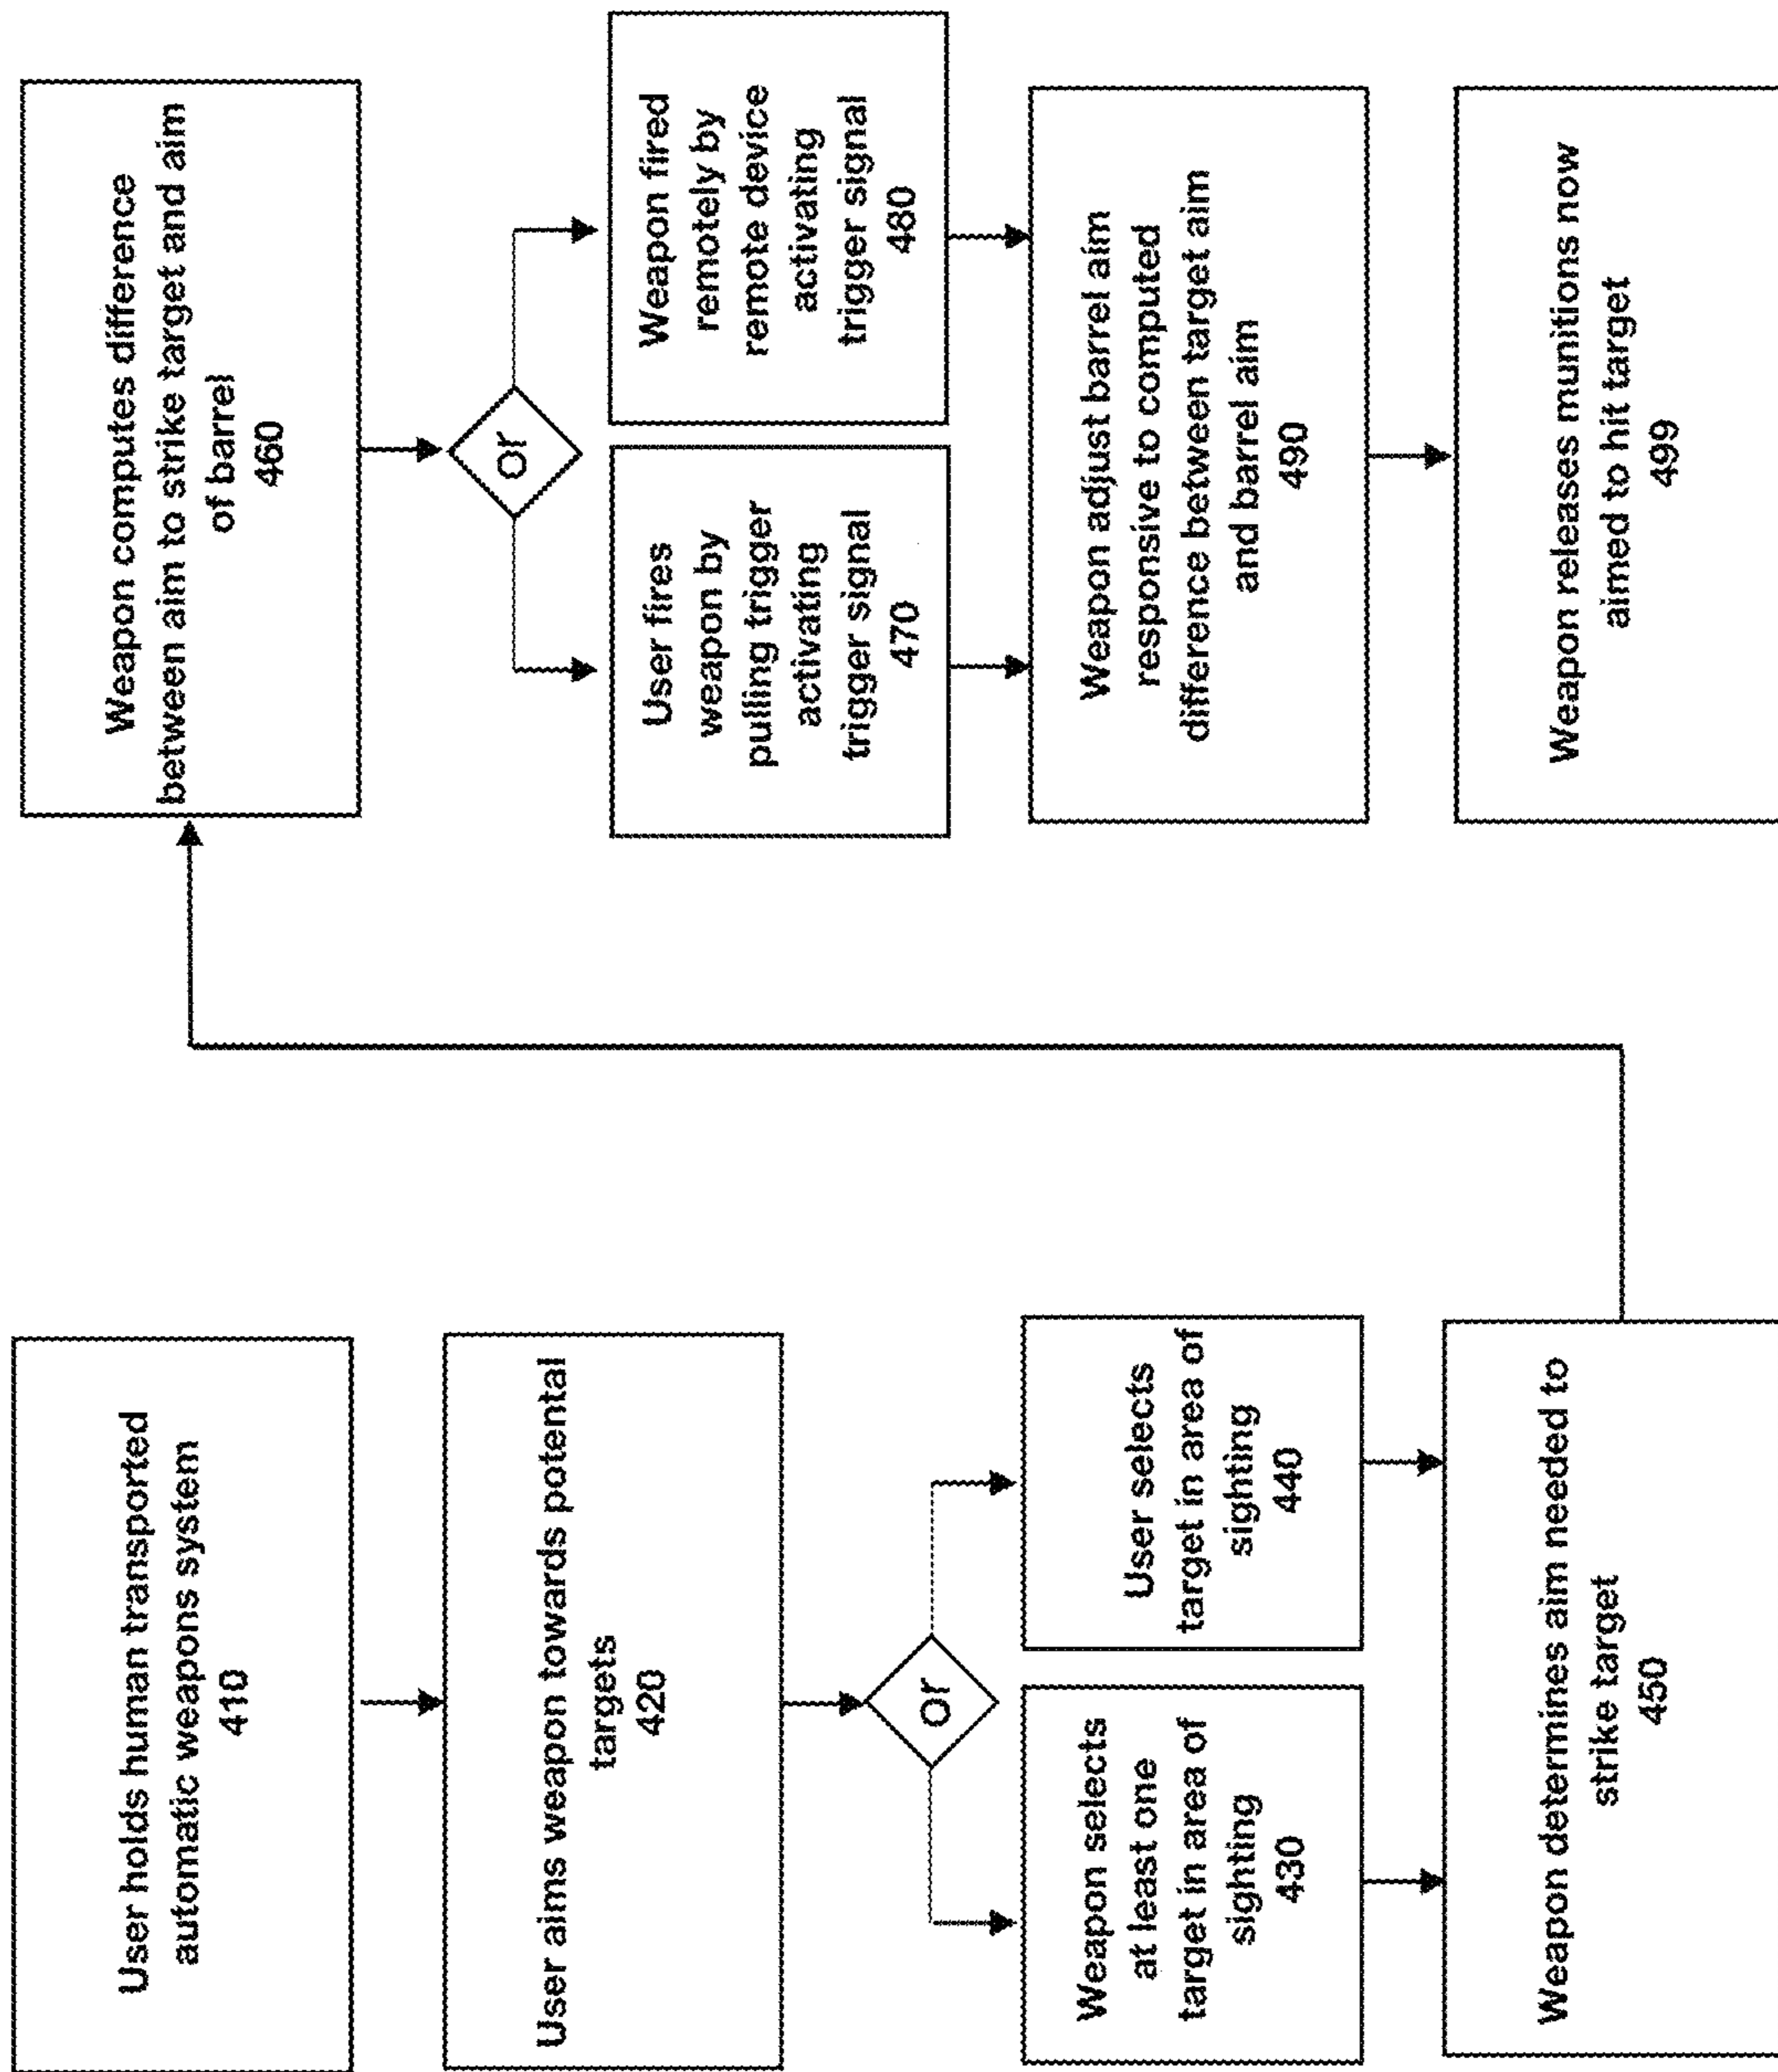 User holds human transported
automatic weapons system
410
User aims weapon towards potental
targets
420
or
Weapon selects
at least one
target in area of
sighting
430
User selects
target in area of
sighting
440
Weapon determines aim needed to
strike target
450
Weapon computes difference
between aim to strike target and aim
of barrel
460
or
User fires
weapon by
pulling trigger
activating
trigger signal
470
Weapon fired
remotely by
remote device
activating
trigger signal
480
Weapon adjust barrel aim
responsive to computed
difference between target aim
and barrel aim
490
Weapon releases munitions now
aimed to hit target
499